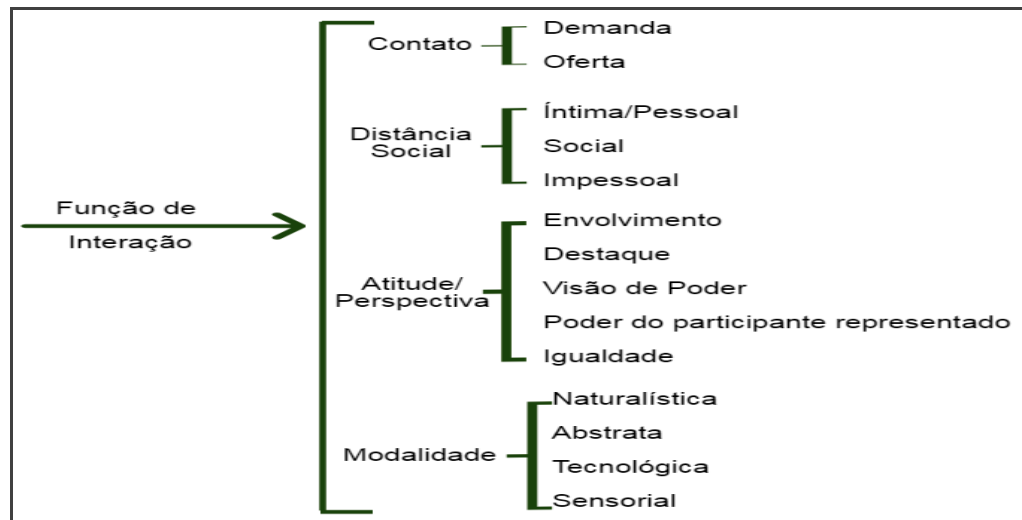 Função de
Interação
Contato
Demanda
Oferta
Distância
Social
Íntima/Pessoal
Social
Impessoal
Atitude/
Perspectiva
Envolvimento
Destaque
Visão de Poder
Poder do participante representado
Igualdade
Modalidade
Naturalística
Abstrata
Tecnológica
Sensorial